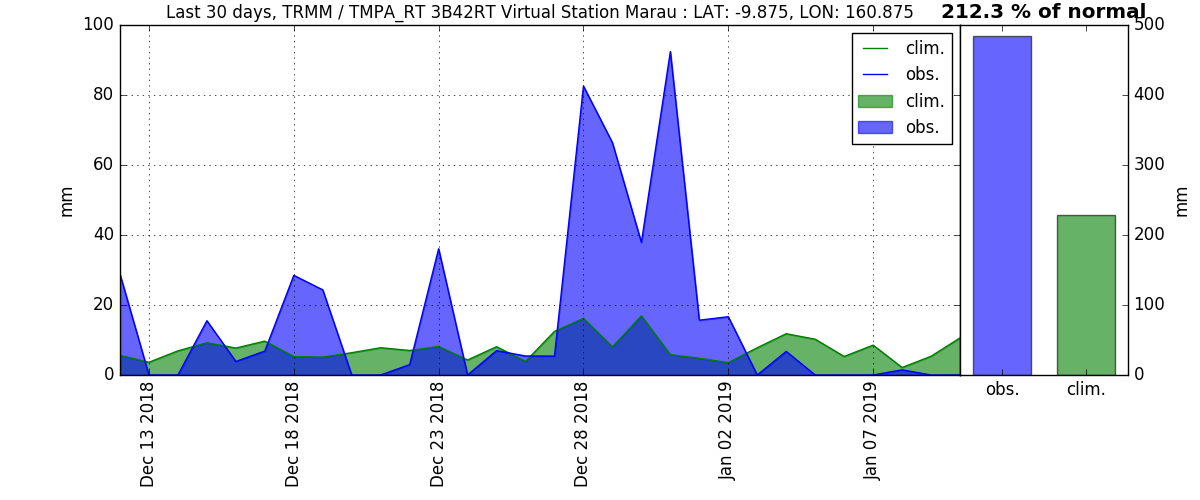 Last 30 days, TRMM / TMPA_RT 3B42RT Virtual Station Marau : LAT: -9.875, LON: 160.875
212.3 % of normal
100
80
60
40
20
0
mm
clim.
obs.
clim.
obs.
Dec 13 2018
Dec 18 2018
Dec 23 2018
Dec 28 2018
Jan 02 2019
Jan 07 2019
500
400
300
200
100
0
mm
obs.
clim.